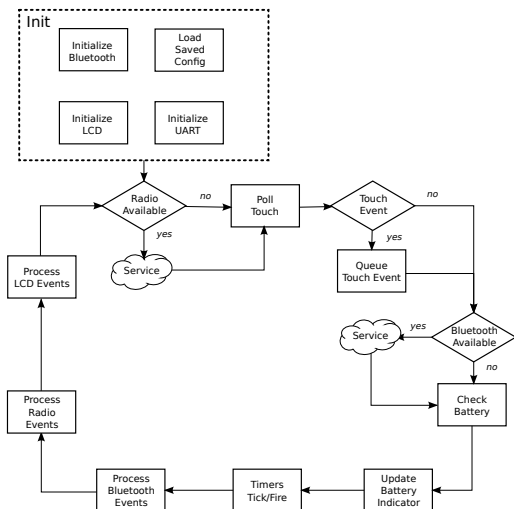 Init
Initialize
Bluetooth
Load
Saved
Config
Initialize
LCD
Initialize
UART
Radio
Available
no
yes
Service
Poll
Touch
Touch
Event
no
yes
Queue
Touch Event
Bluetooth
Available
yes
no
Service
Check
Battery
Update
Battery
Indicator
Timers
Tick/Fire
Process
Bluetooth
Events
Process
Radio
Events
Process
LCD Events